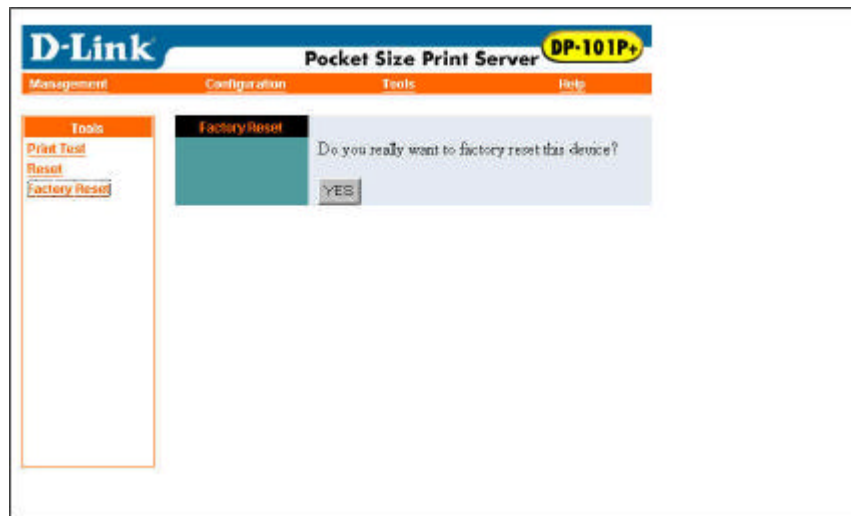 D-Link
Pocket Size Print Server DP-101P+
Management Configuration Tools Help
Tools
Print Test
Reset
Factory Reset
Factory Reset
Do you really want to factory reset this device?
YES